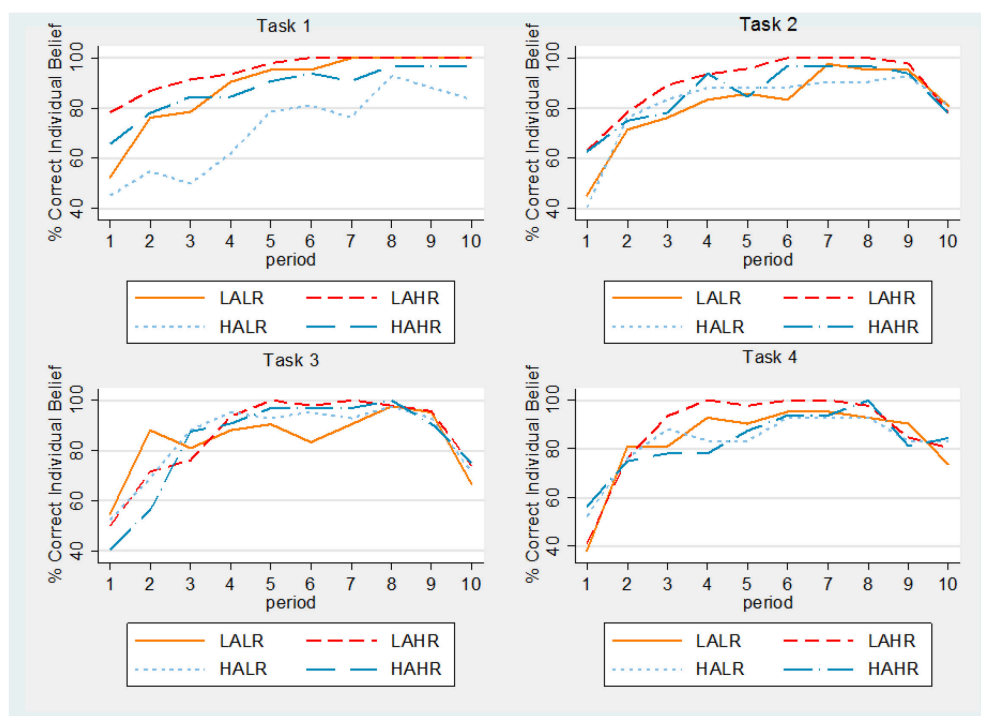 Task 1
% Correct Individual Belief
100
80
60
40
1 2 3 4 5 6 7 8 9 10
period
LALR LAHR
HALR HAHR
Task 2
% Correct Individual Belief
100
80
60
40
1 2 3 4 5 6 7 8 9 10
period
LALR LAHR
HALR HAHR
Task 3
% Correct Individual Belief
100
80
60
40
1 2 3 4 5 6 7 8 9 10
period
LALR LAHR
HALR HAHR
Task 4
% Correct Individual Belief
100
80
60
40
1 2 3 4 5 6 7 8 9 10
period
LALR LAHR
HALR HAHR